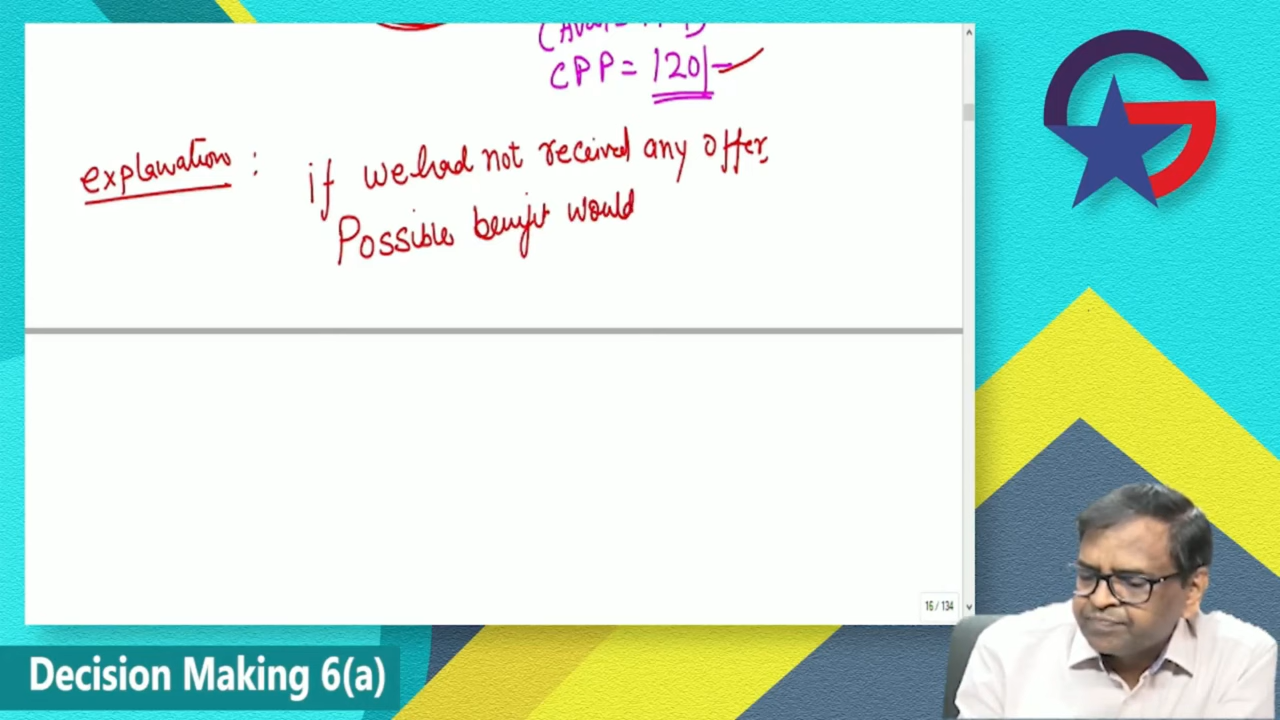 CPP = 120/-
explanation : if we had not received any offer,
Possible benefit would
16 / 134
Decision Making 6(a)